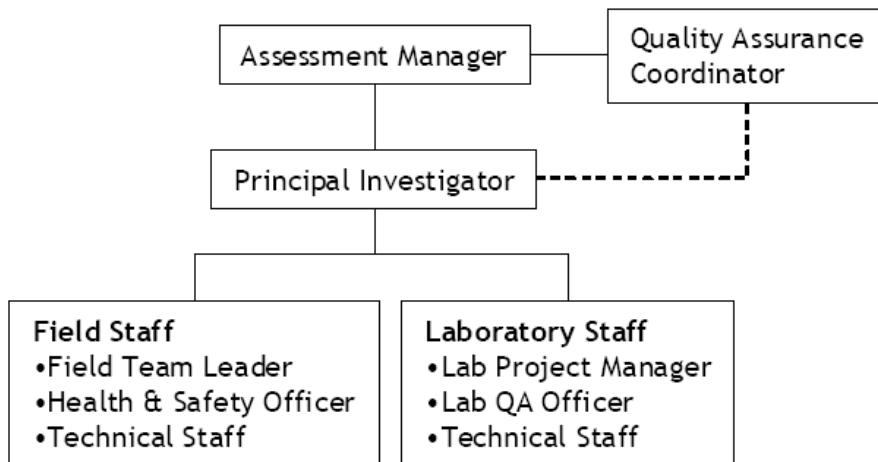 Assessment Manager
Quality Assurance
Coordinator
Principal Investigator
Field Staff
•Field Team Leader
•Health & Safety Officer
•Technical Staff
Laboratory Staff
•Lab Project Manager
•Lab QA Officer
•Technical Staff